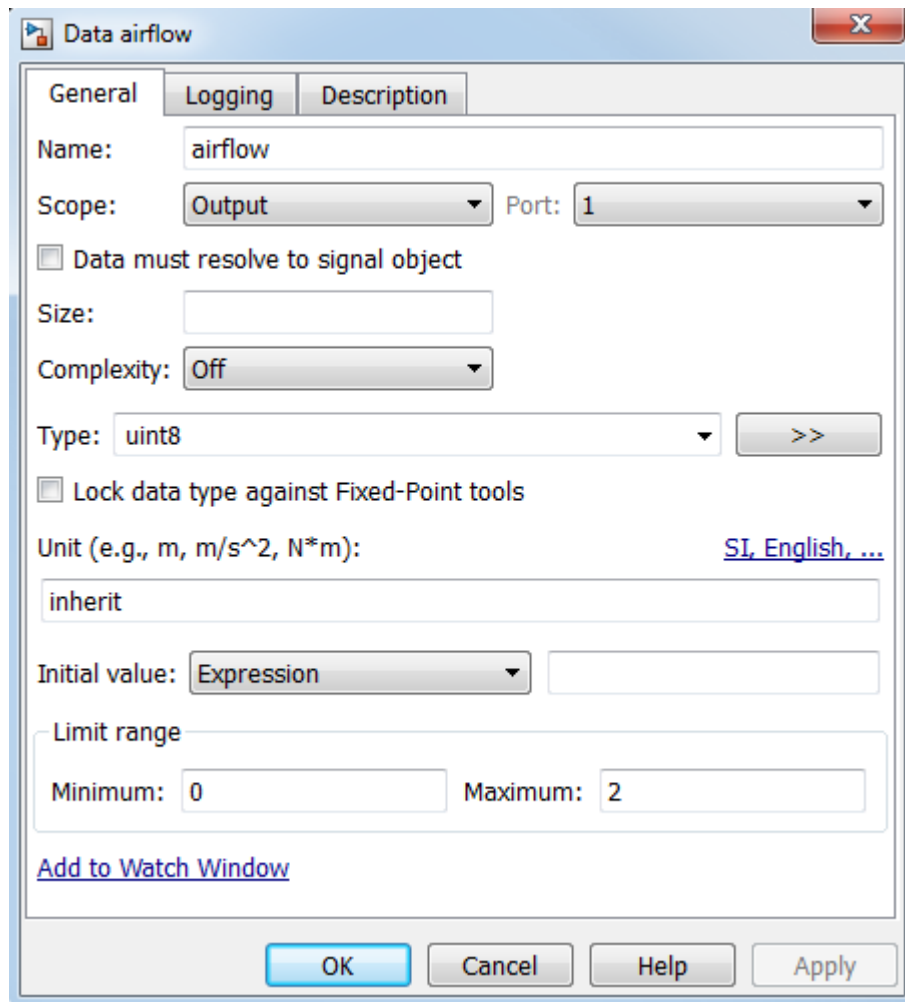 Data airflow
General Logging Description
Name: airflow
Scope: Output Port: 1
Data must resolve to signal object
Size:
Complexity: Off
Type: uint8 >>
Lock data type against Fixed-Point tools
Unit (e.g., m, m/s^2, N*m): SI, English, ...
inherit
Initial value: Expression
Limit range
Minimum: 0 Maximum: 2
Add to Watch Window
OK Cancel Help Apply